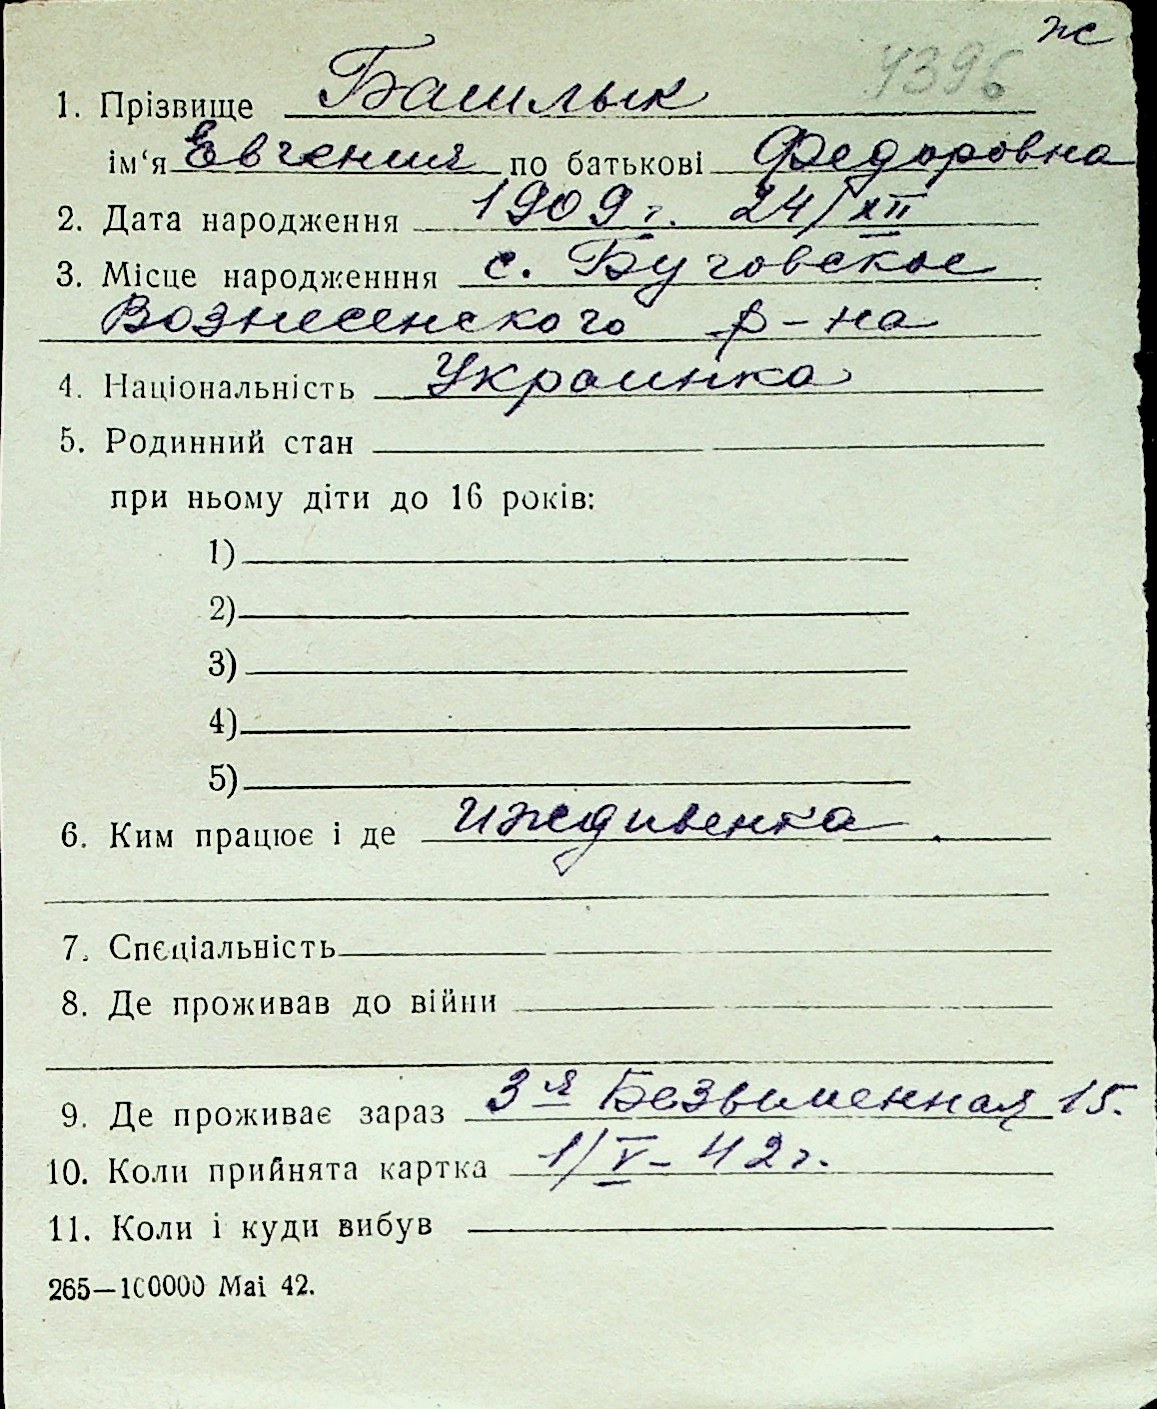 ж
4396
1. Прізвище Башлык
ім‘я Евгения по батькові Федоровна
2. Дата народження 1909 г. 24/XII
3. Місце народженння с. Буговское
Вознесенского р-на
4. Національність Украинка
5. Родинний стан
при ньому діти до 16 років:
1)
2)
3)
4)
5)
6. Ким працює і де иждивенка
7. Спеціальність
8. Де проживав до війни
9. Де проживає зараз 3я Безыменная 15.
10. Коли прийнята картка 1/V-42 г.
11. Коли і куди вибув
265—100000 Mai 42.